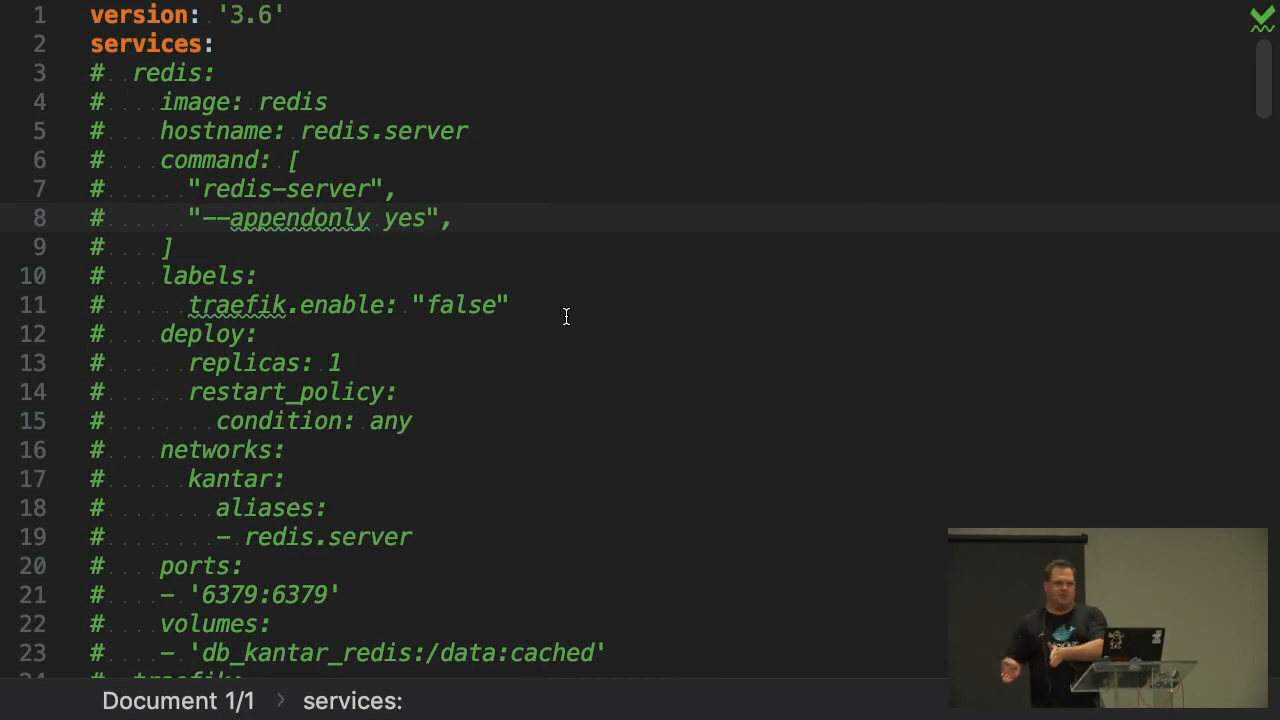 1 version: '3.6'
2 services:
3 #  redis:
4 #    image: redis
5 #    hostname: redis.server
6 #    command: [
7 #      "redis-server",
8 #      "--appendonly yes",
9 #    ]
10 #    labels:
11 #      traefik.enable: "false"
12 #    deploy:
13 #      replicas: 1
14 #      restart_policy:
15 #        condition: any
16 #    networks:
17 #      kantar:
18 #        aliases:
19 #        - redis.server
20 #    ports:
21 #    - '6379:6379'
22 #    volumes:
23 #    - 'db_kantar_redis:/data:cached'
24 #  traefik:
Document 1/1 > services: